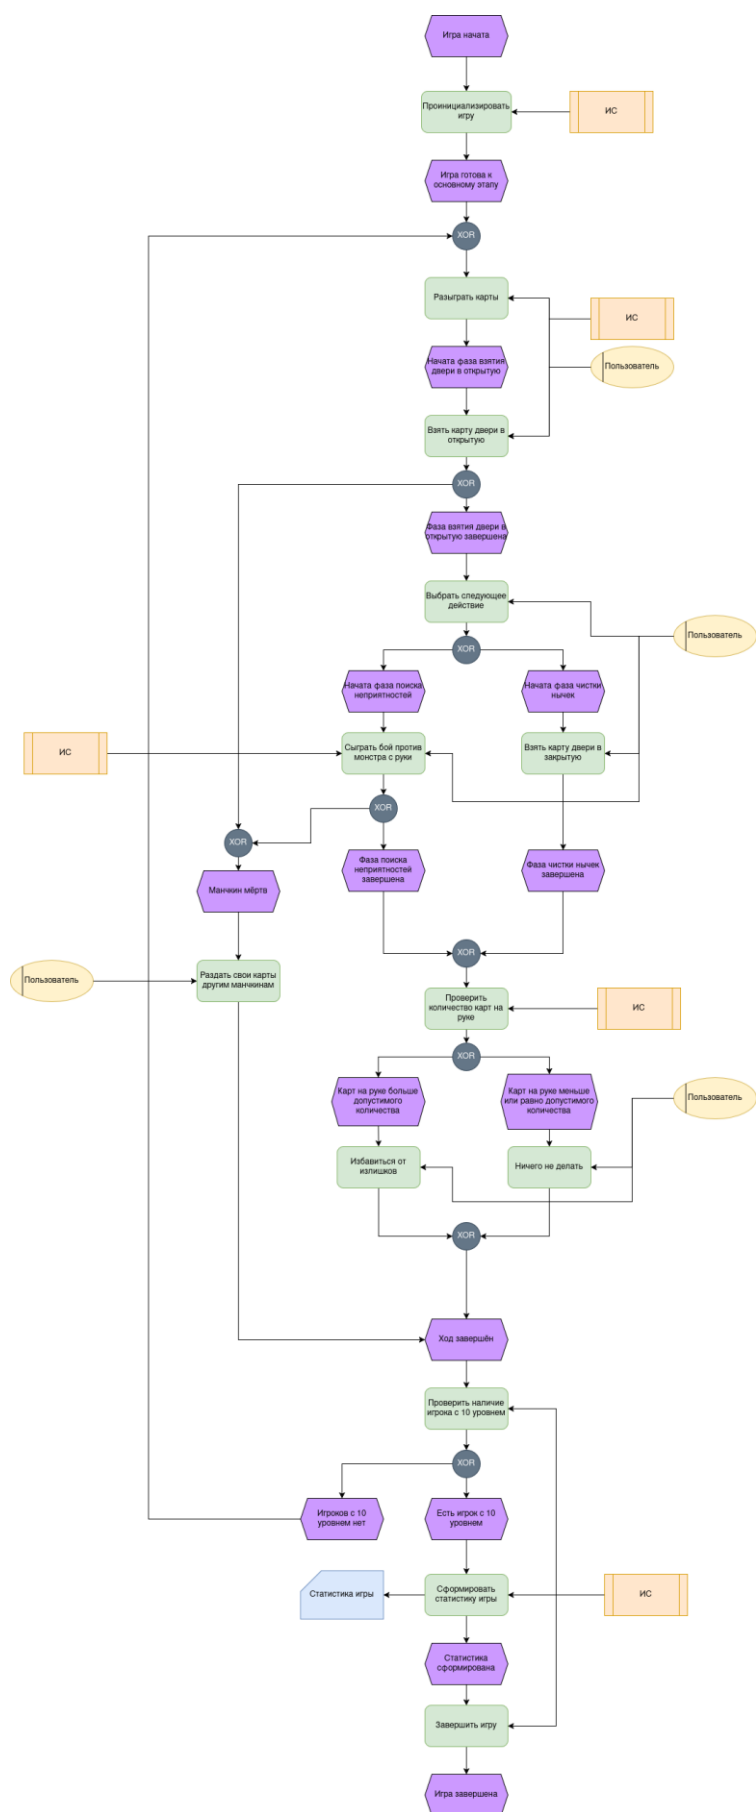 Игра начата
Проинициализировать
игру
ИС
Игра готова к
основному этапу
XOR
Разыграть карты
ИС
Начата фаза взятия
двери в открытую
Пользователь
Взять карту двери в
открытую
XOR
Фаза взятия двери в
открытую завершена
Выбрать следующее
действие
Пользователь
XOR
Начата фаза поиска
неприятностей
Начата фаза чистки
нычек
ИС
Сыграть бой против
монстра с руки
Взять карту двери в
закрытую
XOR
XOR
Манчкин мёртв
Фаза поиска
неприятностей
завершена
Фаза чистки нычек
завершена
XOR
Пользователь
Раздать свои карты
другим манчкинам
Проверить
количество карт на
руке
ИС
XOR
Карт на руке больше
допустимого
количества
Карт на руке меньше
или равно допустимого
количества
Пользователь
Избавиться от
излишков
Ничего не делать
XOR
Ход завершён
Проверить наличие
игрока с 10 уровнем
XOR
Игроков с 10
уровнем нет
Есть игрок с 10
уровнем
Статистика игры
Сформировать
статистику игры
ИС
Статистика
сформирована
Завершить игру
Игра завершена